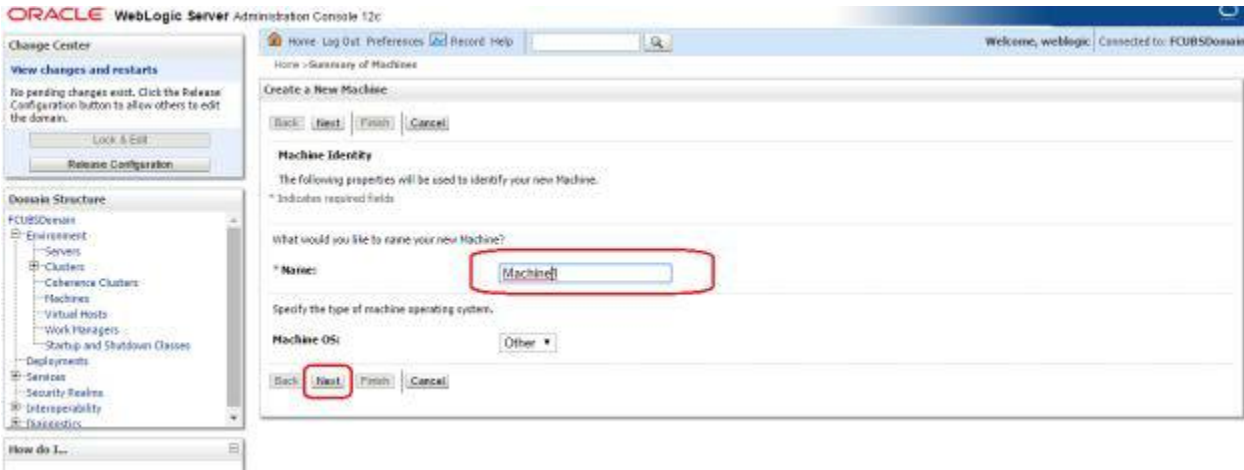 ORACLE WebLogic Server Administration Console 12c
Change Center
View changes and restarts
No pending changes exist. Click the Release
Configuration button to allow others to edit
the domain.
Lock & Edit
Release Configuration
Domain Structure
FCUBSDomain
Environment
Servers
Clusters
Coherence Clusters
Machines
Virtual Hosts
Work Managers
Startup and Shutdown Classes
Deployments
Services
Security Realms
Interoperability
Diagnostics
How do I...
Home Log Out Preferences Record Help
Welcome, weblogic Connected to: FCUBSDomain
Home >Summary of Machines
Create a New Machine
Back Next Finish Cancel
Machine Identity
The following properties will be used to identify your new Machine.
* Indicates required fields
What would you like to name your new Machine?
* Name: Machine1
Specify the type of machine operating system.
Machine OS: Other
Back Next Finish Cancel